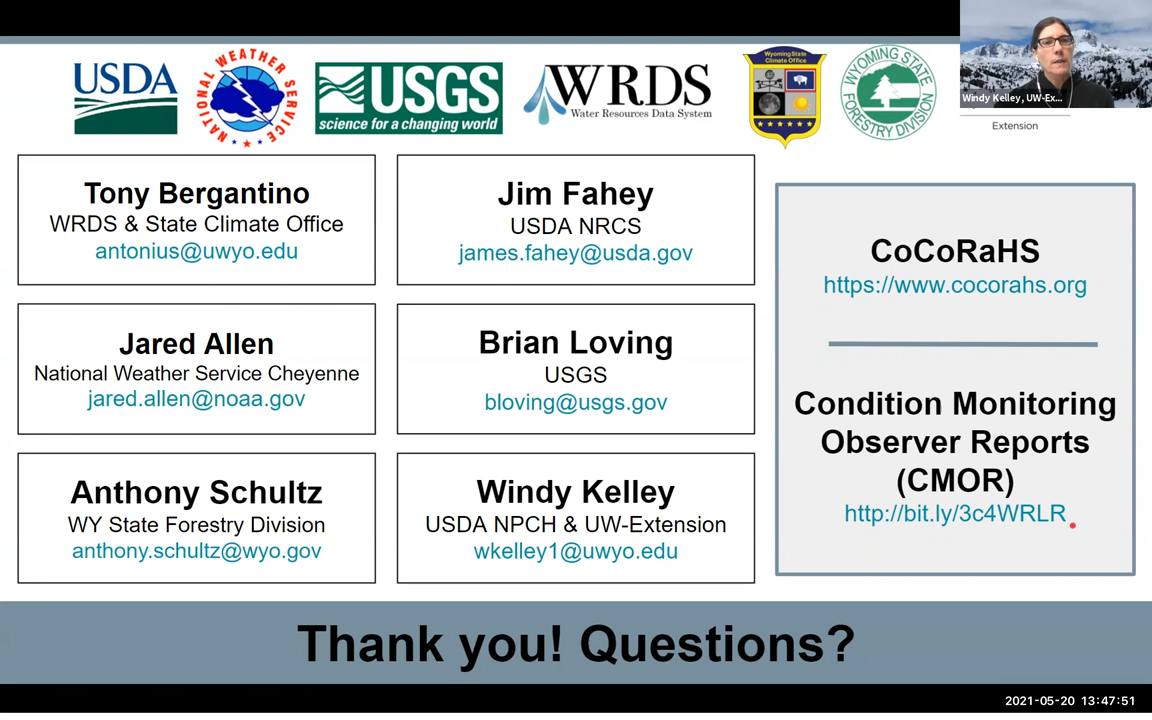 USDA
NATIONAL WEATHER SERVICE
USGS
science for a changing world
WRDS
Water Resources Data System
Wyoming State
Climate Office
WYOMING STATE
FORESTRY DIVISION
Windy Kelley, UW-Ex...
Extension
Tony Bergantino
WRDS & State Climate Office
antonius@uwyo.edu
Jim Fahey
USDA NRCS
james.fahey@usda.gov
Jared Allen
National Weather Service Cheyenne
jared.allen@noaa.gov
Brian Loving
USGS
bloving@usgs.gov
Anthony Schultz
WY State Forestry Division
anthony.schultz@wyo.gov
Windy Kelley
USDA NPCH & UW-Extension
wkelley1@uwyo.edu
CoCoRaHS
https://www.cocorahs.org
Condition Monitoring
Observer Reports
(CMOR)
http://bit.ly/3c4WRLR
Thank you! Questions?
2021-05-20 13:47:51